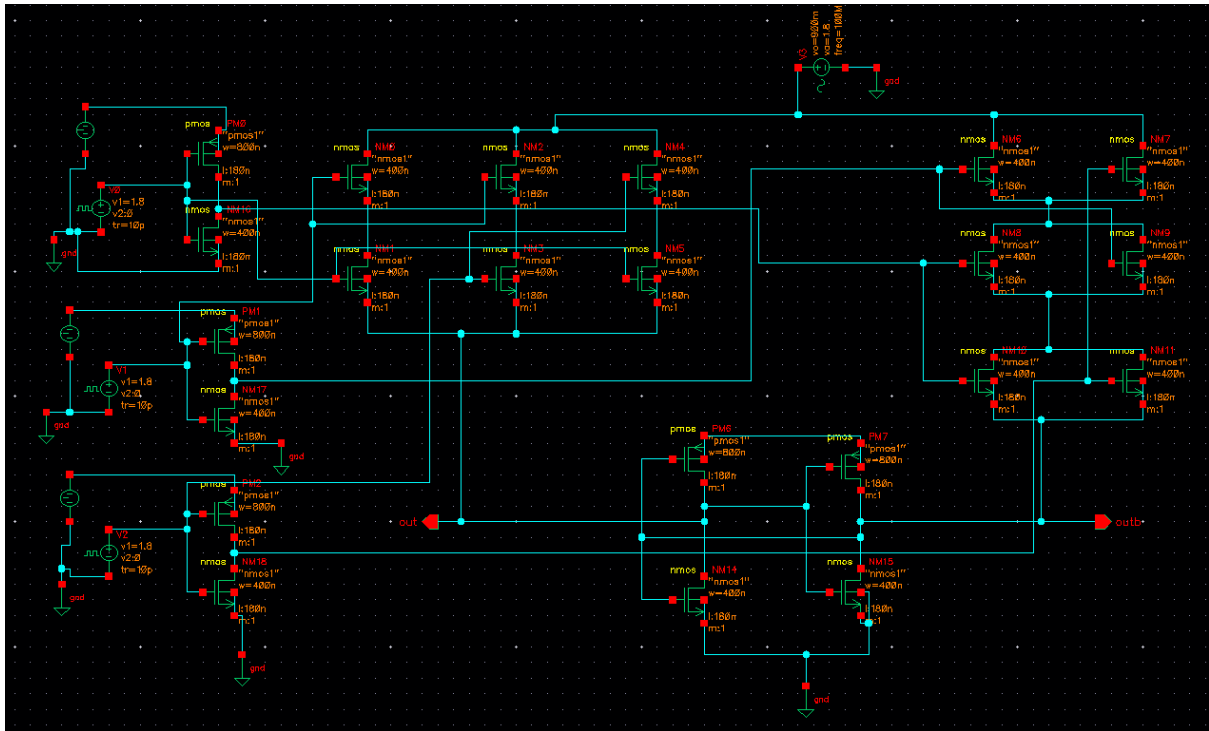 V3
vo=900m
va=1.8
freq=100M
gnd
pmos
PM0
"pmos1"
w=800n
l:180n
m:1
V0
v1=1.8
v2:0
tr=10p
gnd
nmos
NM16
"nmos1"
w=400n
l:180n
m:1
nmos
"nmos1"
w=400n
l:180n
m:1
nmos
NM2
"nmos1"
w=400n
l:180n
m:1
nmos
NM4
"nmos1"
w=400n
l:180n
m:1
NM1
"nmos1"
w=400n
l:180n
m:1
nmos
NM3
"nmos1"
w=400n
l:180n
m:1
nmos
NM5
"nmos1"
w=400n
l:180n
m:1
nmos
NM6
"nmos1"
w=400n
l:180n
m:1
nmos
NM7
"nmos1"
w=400n
l:180n
m:1
nmos
NM8
"nmos1"
w=400n
l:180n
m:1
nmos
NM9
"nmos1"
w=400n
l:180n
m:1
nmos
NM10
"nmos1"
w=400n
l:180n
m:1
nmos
NM11
"nmos1"
w=400n
l:180n
m:1
pmos
PM1
"pmos1"
w=800n
l:180n
m:1
V1
v1=1.8
v2:0
tr=10p
gnd
nmos
NM17
"nmos1"
w=400n
l:180n
m:1
gnd
pmos
PM2
"pmos1"
w=800n
l:180n
m:1
V2
v1=1.8
v2:0
tr=10p
gnd
nmos
NM18
"nmos1"
w=400n
l:180n
m:1
gnd
pmos
PM6
"pmos1"
w=800n
l:180n
m:1
pmos
PM7
"pmos1"
w=800n
l:180n
m:1
out
outb
nmos
NM14
"nmos1"
w=400n
l:180n
m:1
nmos
NM15
"nmos1"
w=400n
l:180n
m:1
gnd